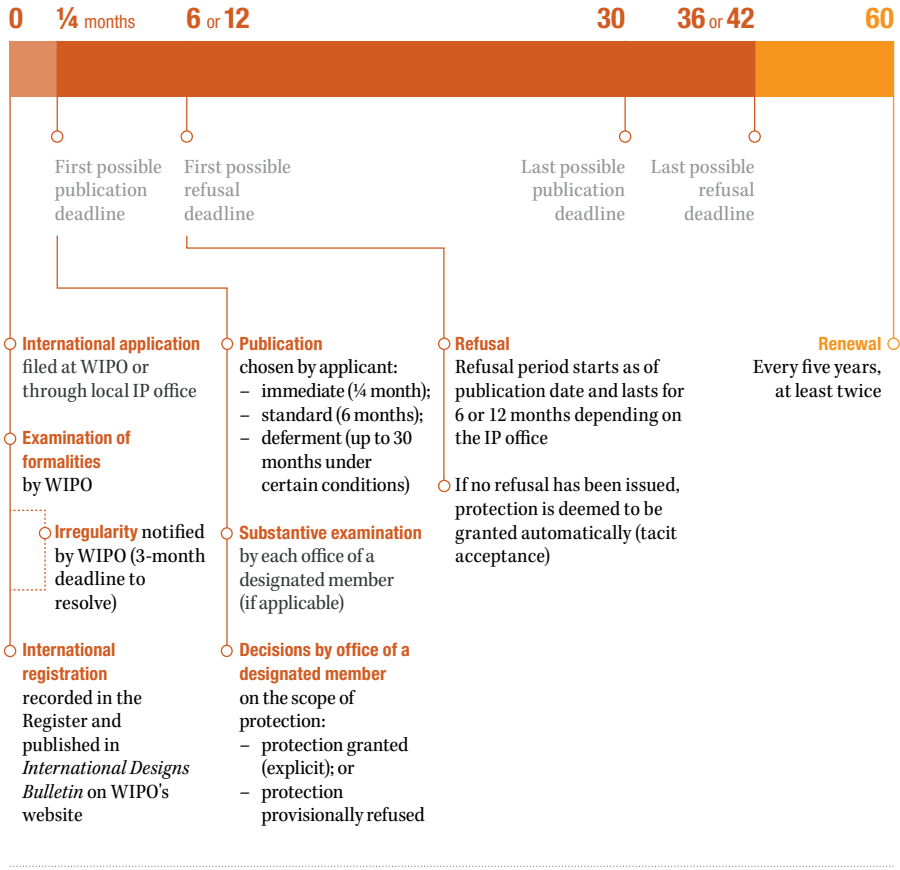 0 ¼ months 6 or 12 30 36 or 42 60
First possible
publication
deadline
First possible
refusal
deadline
Last possible
publication
deadline
Last possible
refusal
deadline
International application
filed at WIPO or
through local IP office
Examination of
formalities
by WIPO
Irregularity notified
by WIPO (3-month
deadline to
resolve)
International
registration
recorded in the
Register and
published in
International Designs
Bulletin on WIPO's
website
Publication
chosen by applicant:
– immediate (¼ month);
– standard (6 months);
– deferment (up to 30
months under
certain conditions)
Substantive examination
by each office of a
designated member
(if applicable)
Decisions by office of a
designated member
on the scope of
protection:
– protection granted
(explicit); or
– protection
provisionally refused
Refusal
Refusal period starts as of
publication date and lasts for
6 or 12 months depending on
the IP office
If no refusal has been issued,
protection is deemed to be
granted automatically (tacit
acceptance)
Renewal
Every five years,
at least twice